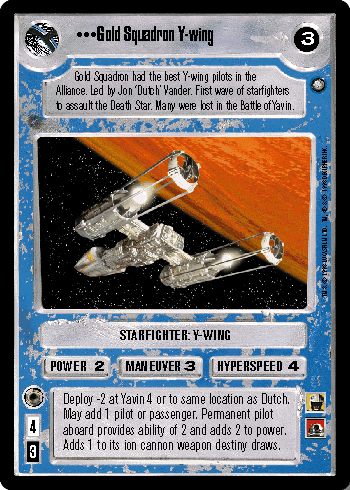 •••Gold Squadron Y-wing
3
Gold Squadron had the best Y-wing pilots in the
Alliance. Led by Jon 'Dutch' Vander. First wave of starfighters
to assault the Death Star. Many were lost in the Battle of Yavin.
STARFIGHTER: Y-WING
POWER 2
MANEUVER 3
HYPERSPEED 4
Deploy -2 at Yavin 4 or to same location as Dutch.
May add 1 pilot or passenger. Permanent pilot
aboard provides ability of 2 and adds 2 to power.
Adds 1 to its ion cannon weapon destiny draws.
4
3